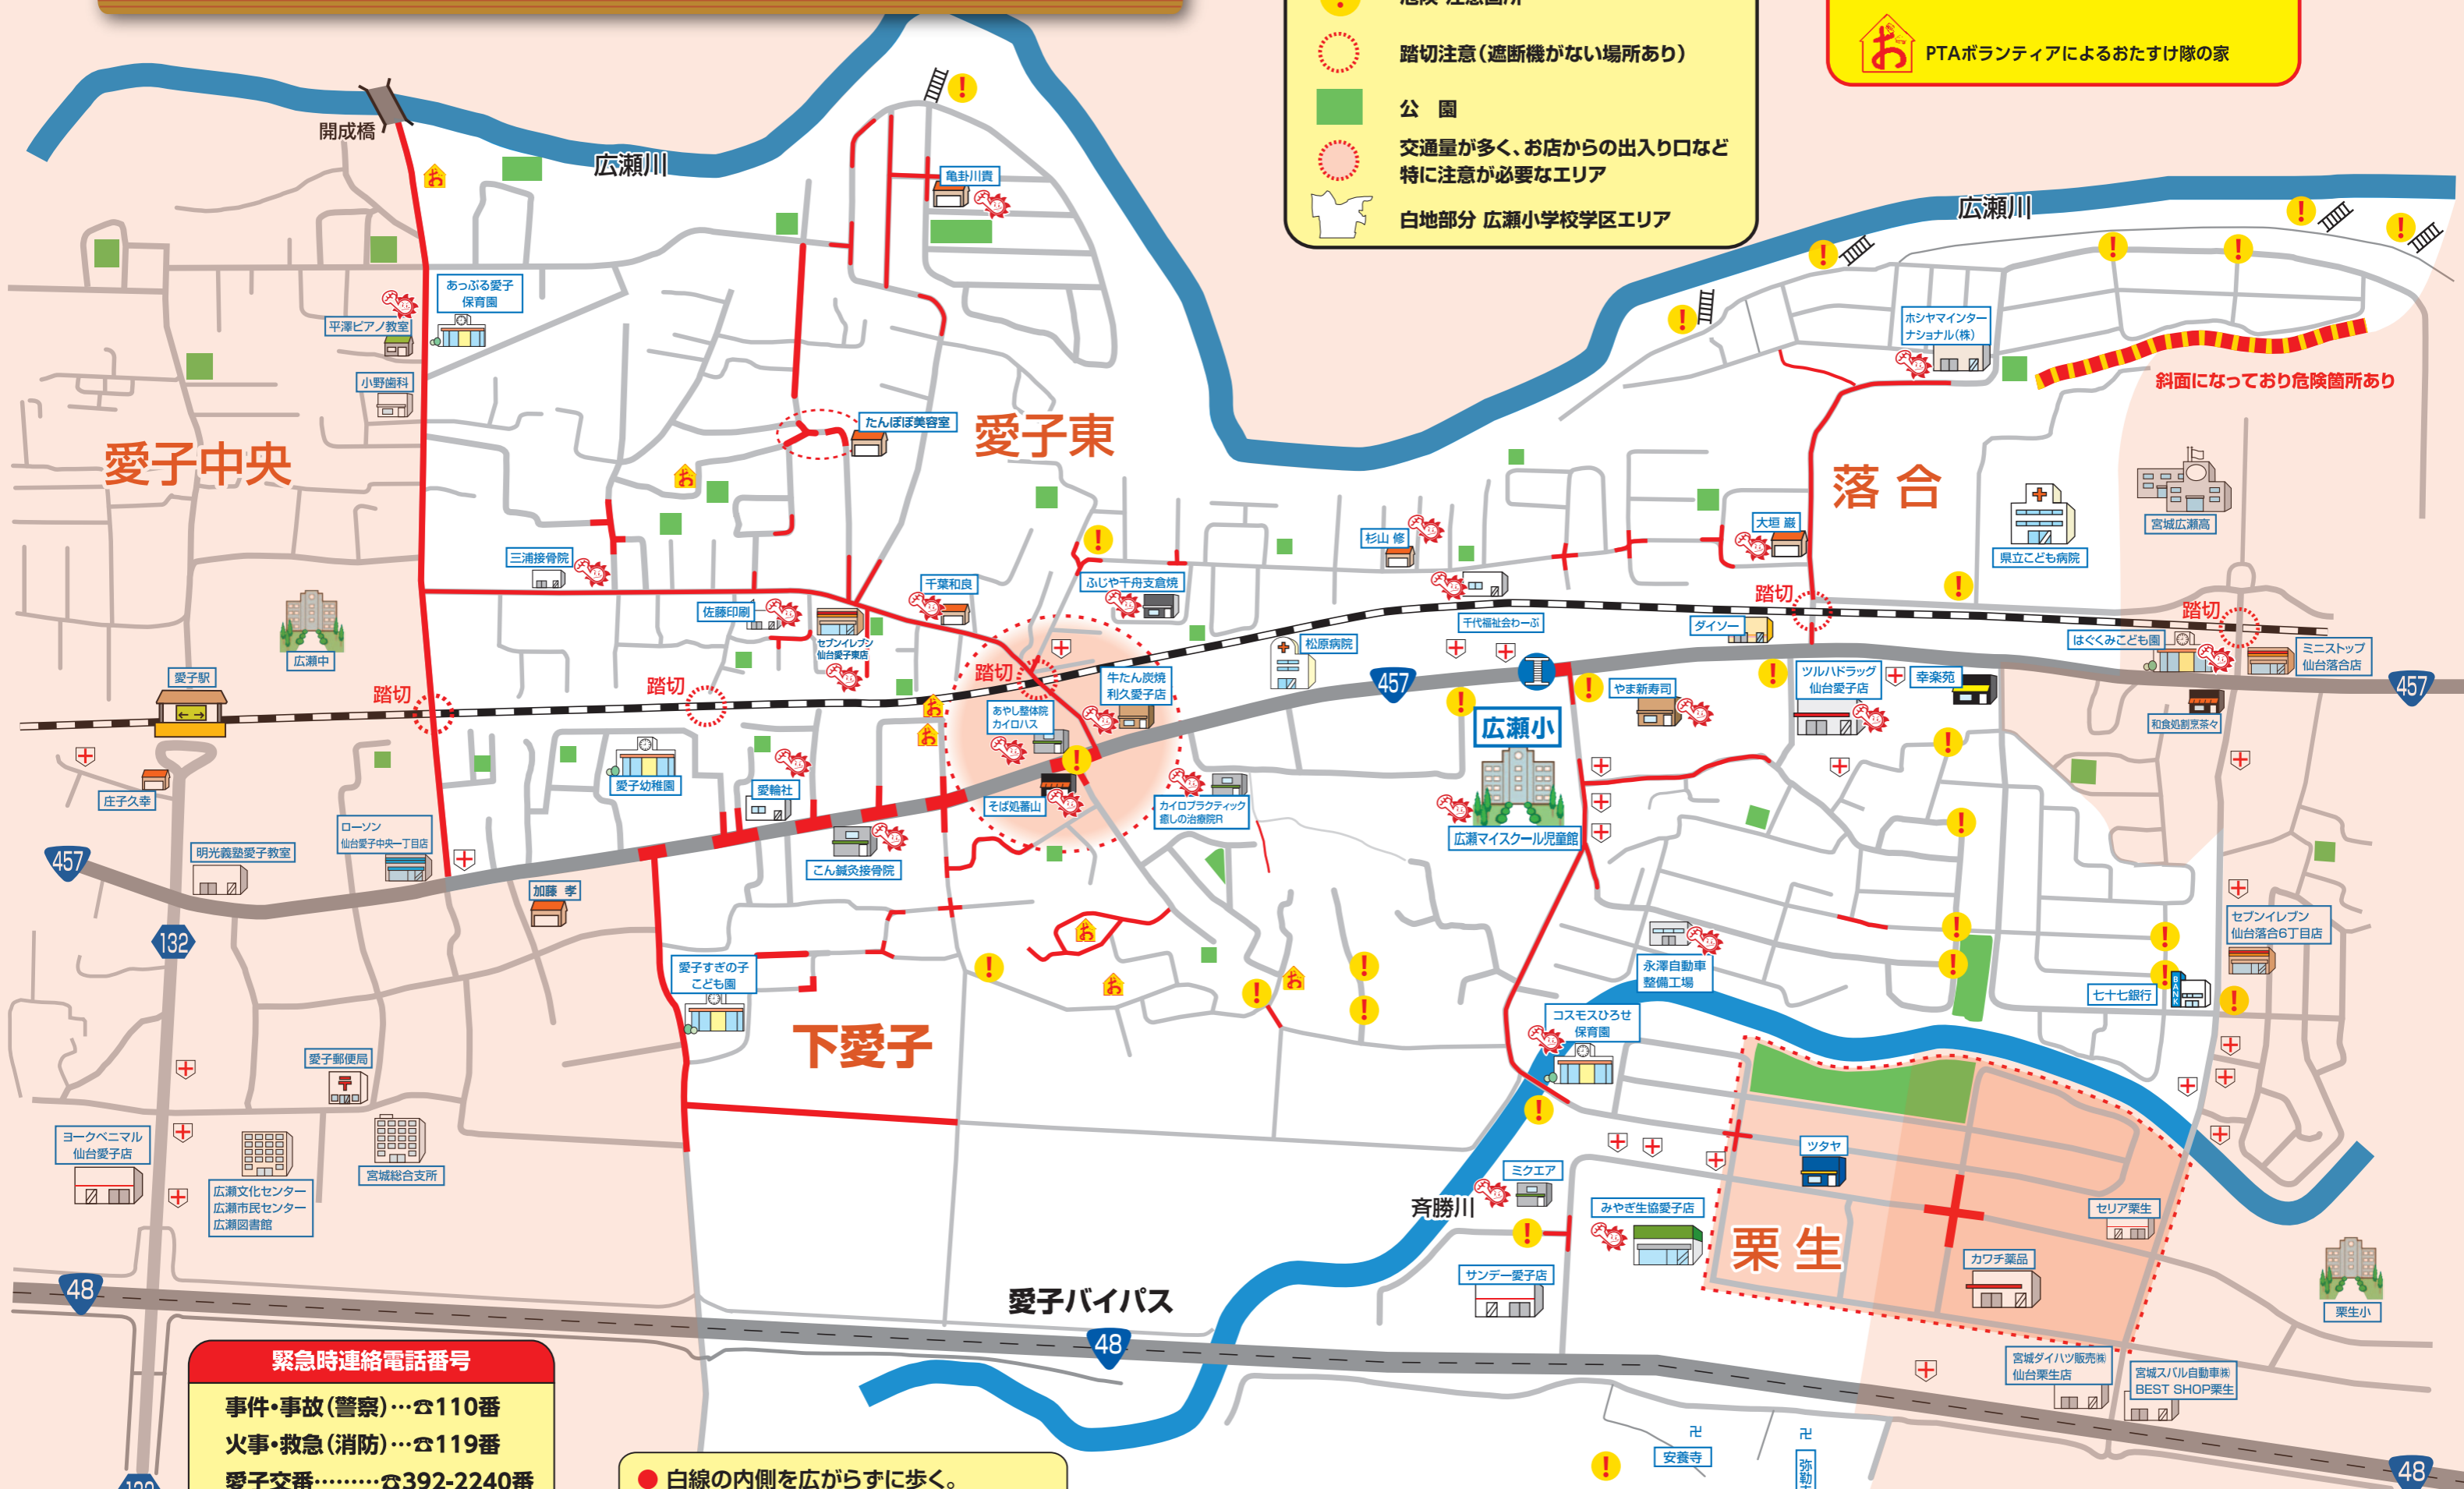 踏切注意(遮断機がない場所あり)
公　園
交通量が多く、お店からの出入り口など
特に注意が必要なエリア
白地部分 広瀬小学校学区エリア
お
PTAボランティアによるおたすけ隊の家
開成橋
広瀬川
広瀬川
亀卦川貴
あっぷる愛子
保育園
平澤ピアノ教室
小野歯科
ホシヤマインター
ナショナル(株)
斜面になっており危険箇所あり
愛子中央
愛子東
たんぽぽ美容室
落合
宮城広瀬高
県立こども病院
大垣 巌
杉山 修
三浦接骨院
佐藤印刷
千葉和良
ふじや千舟支倉焼
セブンイレブン
仙台愛子東店
千代福祉会わーぷ
ダイソー
踏切
踏切
はぐくみこども園
ミニストップ
仙台落合店
広瀬中
愛子駅
踏切
踏切
踏切
松原病院
牛たん炭焼
利久愛子店
あやし整体院
カイロハス
457
457
やま新寿司
ツルハドラッグ
仙台愛子店
幸楽苑
和食処割烹茶々
広瀬小
広瀬マイスクール児童館
庄子久幸
愛子幼稚園
愛輪社
そば処蕃山
カイロプラクティック
癒しの治療院R
ローソン
仙台愛子中央一丁目店
明光義塾愛子教室
457
こん鍼灸接骨院
加藤 孝
132
愛子すぎの子
こども園
永澤自動車
整備工場
セブンイレブン
仙台落合6丁目店
七十七銀行
BANK
下愛子
コスモスひろせ
保育園
愛子郵便局
ヨークベニマル
仙台愛子店
広瀬文化センター
広瀬市民センター
広瀬図書館
宮城総合支所
斉勝川
ミクエア
みやぎ生協愛子店
サンデー愛子店
ツタヤ
栗生
セリア栗生
カワチ薬品
栗生小
48
愛子バイパス
48
宮城ダイハツ販売㈱
仙台栗生店
宮城スバル自動車㈱
BEST SHOP栗生
安養寺
48
緊急時連絡電話番号
事件・事故(警察)…☎110番
火事・救急(消防)…☎119番
愛子交番………☎392-2240番
● 白線の内側を広がらずに歩く。